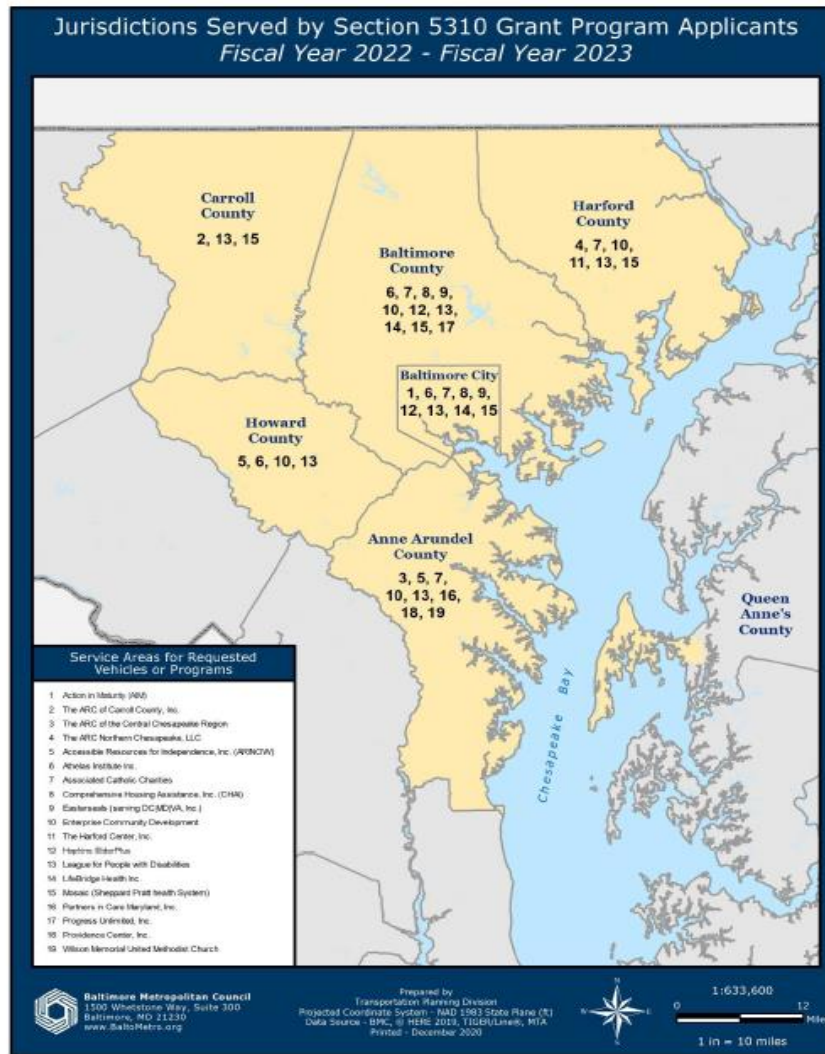 Jurisdictions Served by Section 5310 Grant Program Applicants
Fiscal Year 2022 - Fiscal Year 2023
Carroll
County
2, 13, 15
Harford
County
4, 7, 10,
11, 13, 15
Baltimore
County
6, 7, 8, 9,
10, 12, 13,
14, 15, 17
Baltimore City
1, 6, 7, 8, 9,
12, 13, 14, 15
Howard
County
5, 6, 10, 13
Anne Arundel
County
3, 5, 7,
10, 13, 16,
18, 19
Queen
Anne's
County
Chesapeake Bay
Service Areas for Requested
Vehicles or Programs
1 Action in Maturity (AIM)
2 The ARC of Carroll County, Inc.
3 The ARC of the Central Chesapeake Region
4 The ARC Northern Chesapeake, LLC
5 Accessible Resources for Independence, Inc. (ARINOW)
6 Athelas Institute Inc.
7 Associated Catholic Charities
8 Comprehensive Housing Assistance, Inc. (CHAI)
9 Easterseals (serving DC|MD|VA, Inc.)
10 Enterprise Community Development
11 The Harford Center, Inc.
12 Hopkins ElderPlus
13 League for People with Disabilities
14 LifeBridge Health Inc.
15 Mosaic (Sheppard Pratt health System)
16 Partners in Care Maryland, Inc.
17 Progress Unlimited, Inc.
18 Providence Center, Inc.
19 Wilson Memorial United Methodist Church
Baltimore Metropolitan Council
1500 Whetstone Way, Suite 300
Baltimore, MD 21230
www.BaltoMetro.org
Prepared by
Transportation Planning Division
Projected Coordinate System - NAD 1983 State Plane (ft)
Data Source - BMC, © HERE 2019, TIGER/Line®, MTA
Printed - December 2020
N
W E
S
1:633,600
0 12
Miles
1 in = 10 miles